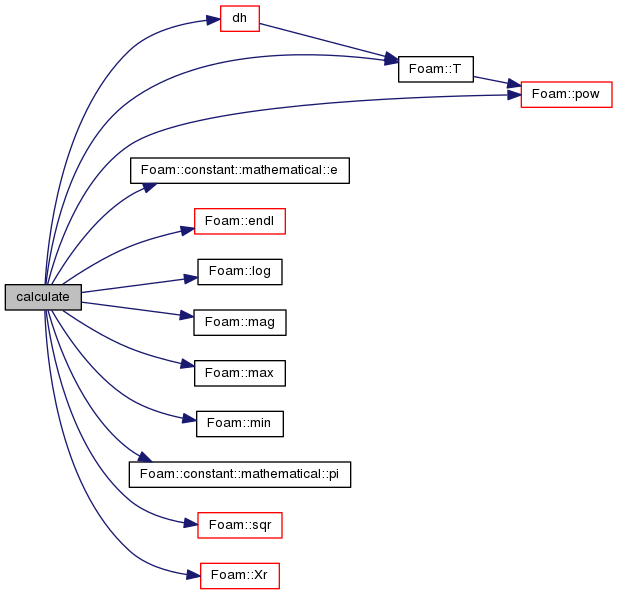 dh
Foam::T
Foam::pow
Foam::constant::mathematical::e
Foam::endl
Foam::log
calculate
Foam::mag
Foam::max
Foam::min
Foam::constant::mathematical::pi
Foam::sqr
Foam::Xr